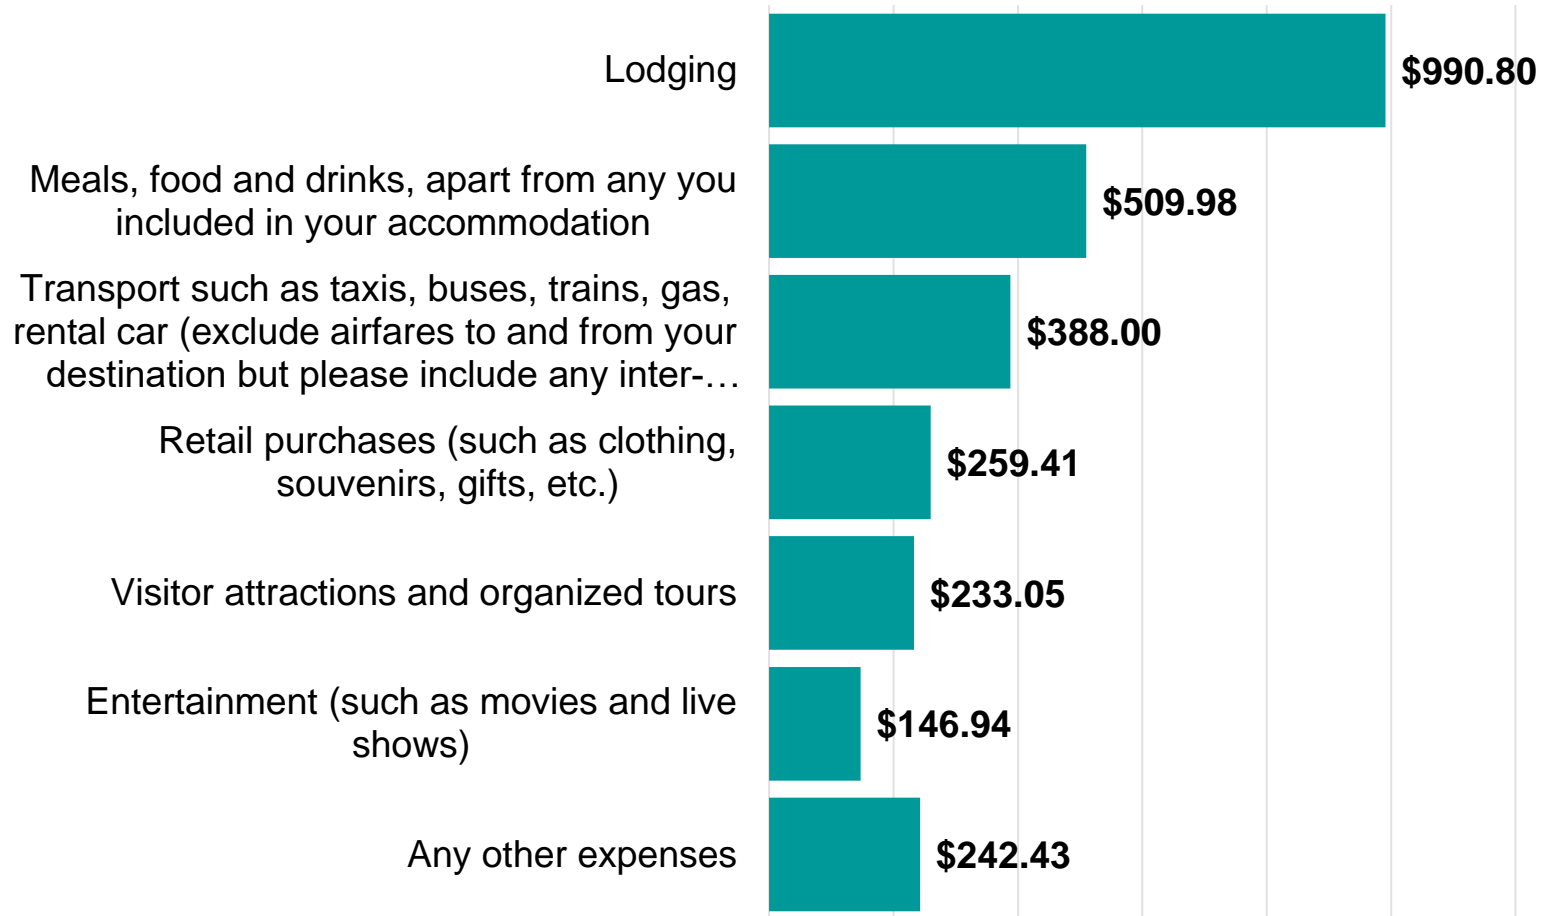 Lodging
$990.80
Meals, food and drinks, apart from any you
included in your accommodation
$509.98
Transport such as taxis, buses, trains, gas,
rental car (exclude airfares to and from your
destination but please include any inter-…
$388.00
Retail purchases (such as clothing,
souvenirs, gifts, etc.)
$259.41
Visitor attractions and organized tours
$233.05
Entertainment (such as movies and live
shows)
$146.94
Any other expenses
$242.43